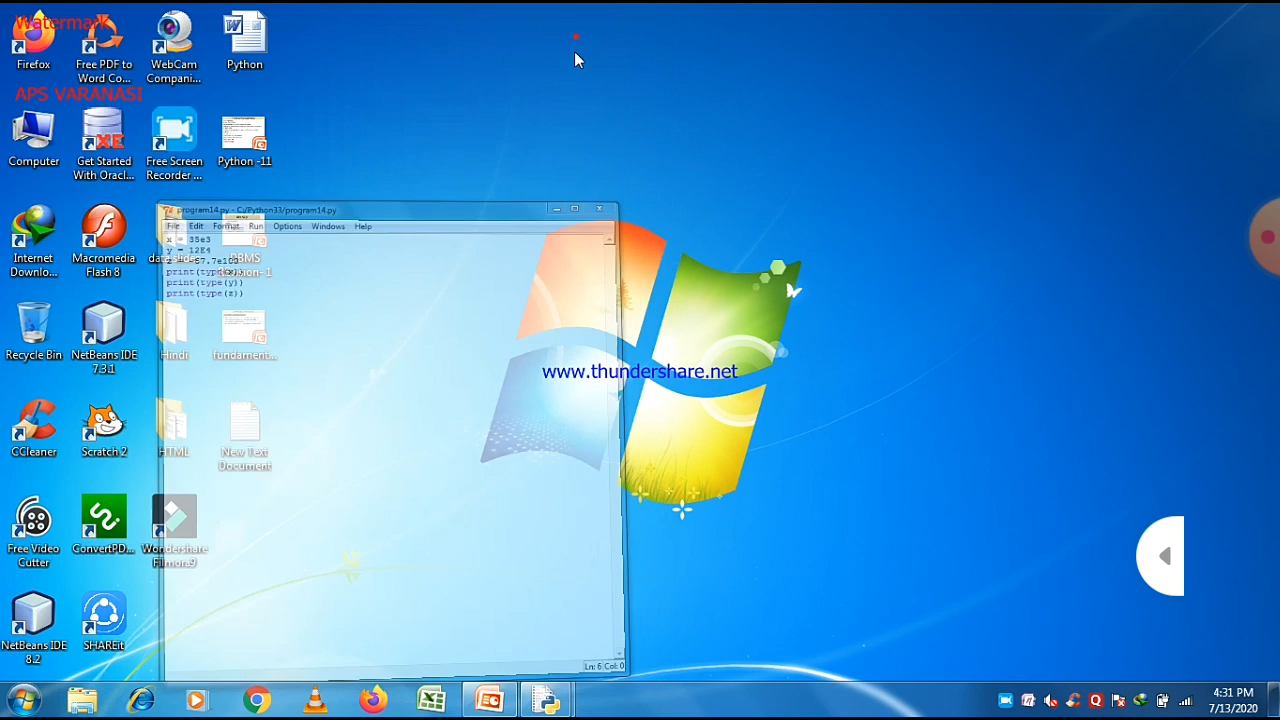 Watermark
Firefox
Free PDF to
Word Co...
WebCam
Compani...
Python
APS VARANASI
Computer
Get Started
With Oracl...
Free Screen
Recorder ...
Python -11
program14.py - C:/Python33/program14.py
File Edit Format Run Options Windows Help
x = 35e3
y = 12E4
print(type(y))
print(type(z))
Internet
Downlo...
Macromedia
Flash 8
Recycle Bin
NetBeans IDE
7.3.1
Hindi
fundament...
www.thundershare.net
CCleaner
Scratch 2
HTML
New Text
Document
Free Video
Cutter
ConvertPD...
Wondershare
Filmora9
NetBeans IDE
8.2
SHAREit
Ln: 6 Col: 0
4:31 PM
7/13/2020